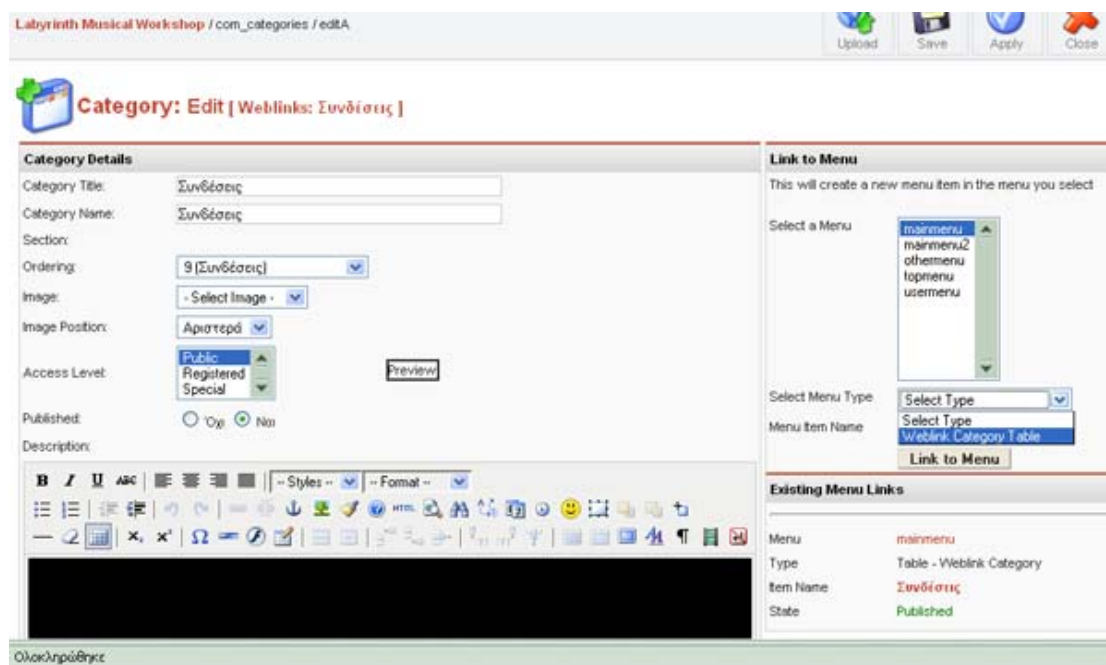 Labyrinth Musical Workshop / com_categories / editA
Upload Save Apply Close
Category: Edit [ Weblinks: Συνδέσεις ]
Category Details
Category Title: Συνδέσεις
Category Name: Συνδέσεις
Section:
Ordering: 9 (Συνδέσεις)
Image: - Select Image -
Image Position: Αριστερά
Access Level: Public
Registered
Special
Preview
Published: Όχι Ναι
Description:
B I U ABC -- Styles -- -- Format --
HTML
Link to Menu
This will create a new menu item in the menu you select
Select a Menu mainmenu
mainmenu2
othermenu
topmenu
usermenu
Select Menu Type Select Type
Select Type
Weblink Category Table
Menu Item Name
Link to Menu
Existing Menu Links
Menu mainmenu
Type Table - Weblink Category
Item Name Συνδέσεις
State Published
Ολοκληρώθηκε